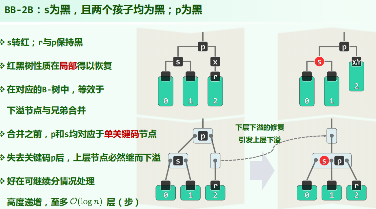 BB-2B：s为黑，且两个孩子均为黑；p为黑
s转红；r与p保持黑
红黑树性质在局部得以恢复
在对应的B-树中，等效于
下溢节点与兄弟合并
合并之前，p和s均对应于单关键码节点
失去关键码p后，上层节点必然继而下溢
好在可继续分情况处理
高度递增，至多O(log n)层（步）
p
s
x
r
0
1
2
p
s
x/r
0
1
2
下层下溢的修复
引发上层下溢
p
s
r
0
1
2
s
p
r
0
1
2